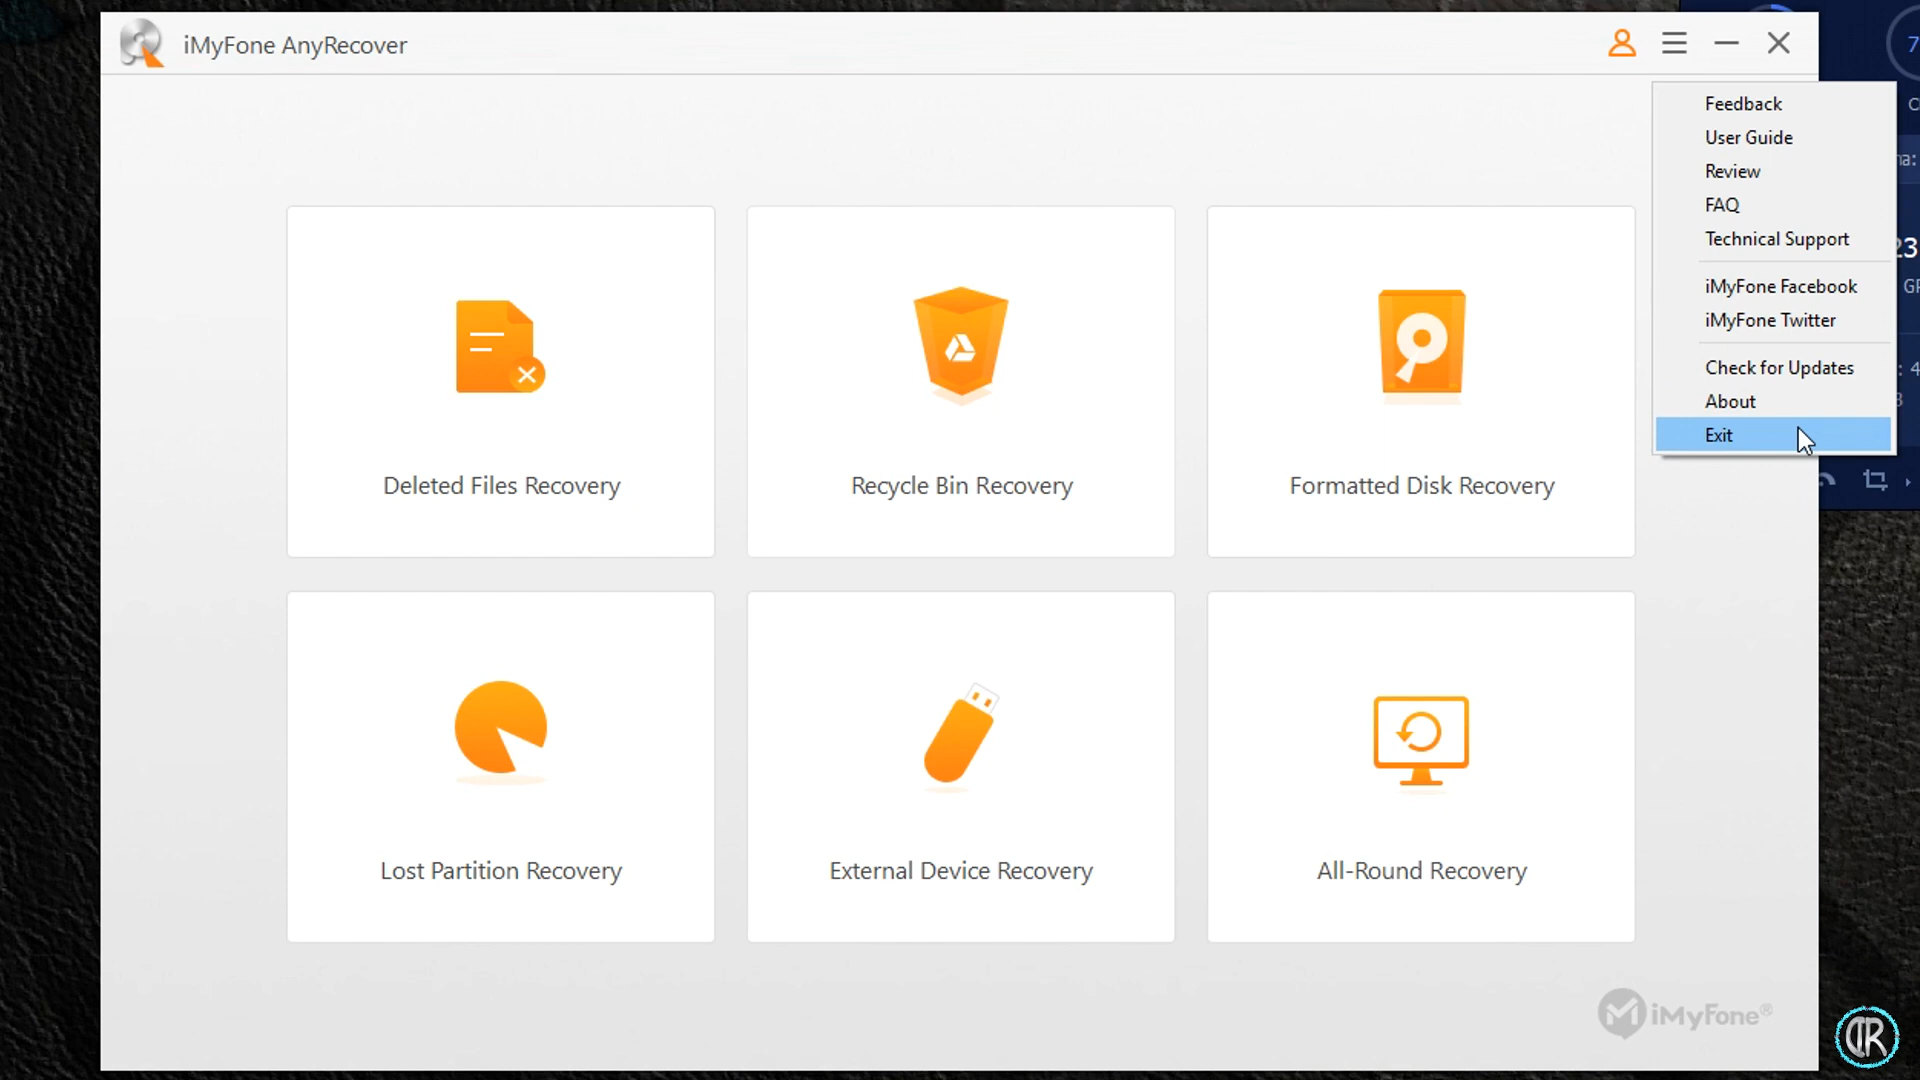 iMyFone AnyRecover
Feedback
User Guide
Review
FAQ
Technical Support
iMyFone Facebook
iMyFone Twitter
Check for Updates
About
Exit
Deleted Files Recovery
Recycle Bin Recovery
Formatted Disk Recovery
Lost Partition Recovery
External Device Recovery
All-Round Recovery
iMyFone®